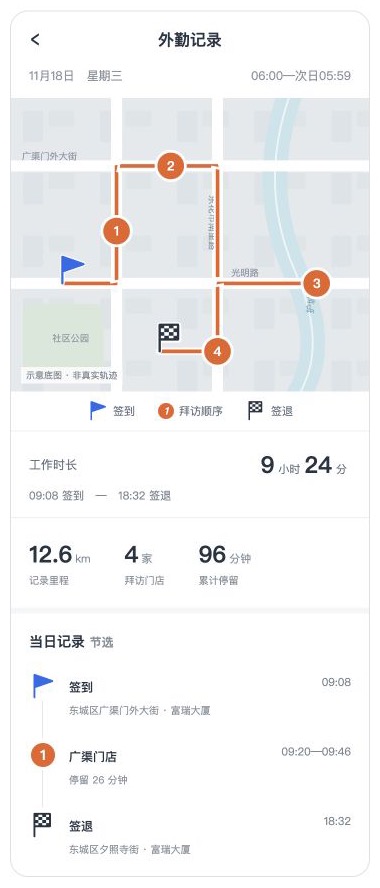 外勤记录
11月18日 星期三
06:00—次日05:59
广渠门外大街
2
1
光明路
3
社区公园
4
示意底图 · 非真实轨迹
签到
1 拜访顺序
签退
工作时长
9 小时 24 分
09:08 签到 — 18:32 签退
12.6 km
4 家
96 分钟
记录里程
拜访门店
累计停留
当日记录 节选
签到
09:08
东城区广渠门外大街 · 富瑞大厦
1
广渠门店
09:20—09:46
停留 26 分钟
签退
18:32
东城区夕照寺街 · 富瑞大厦